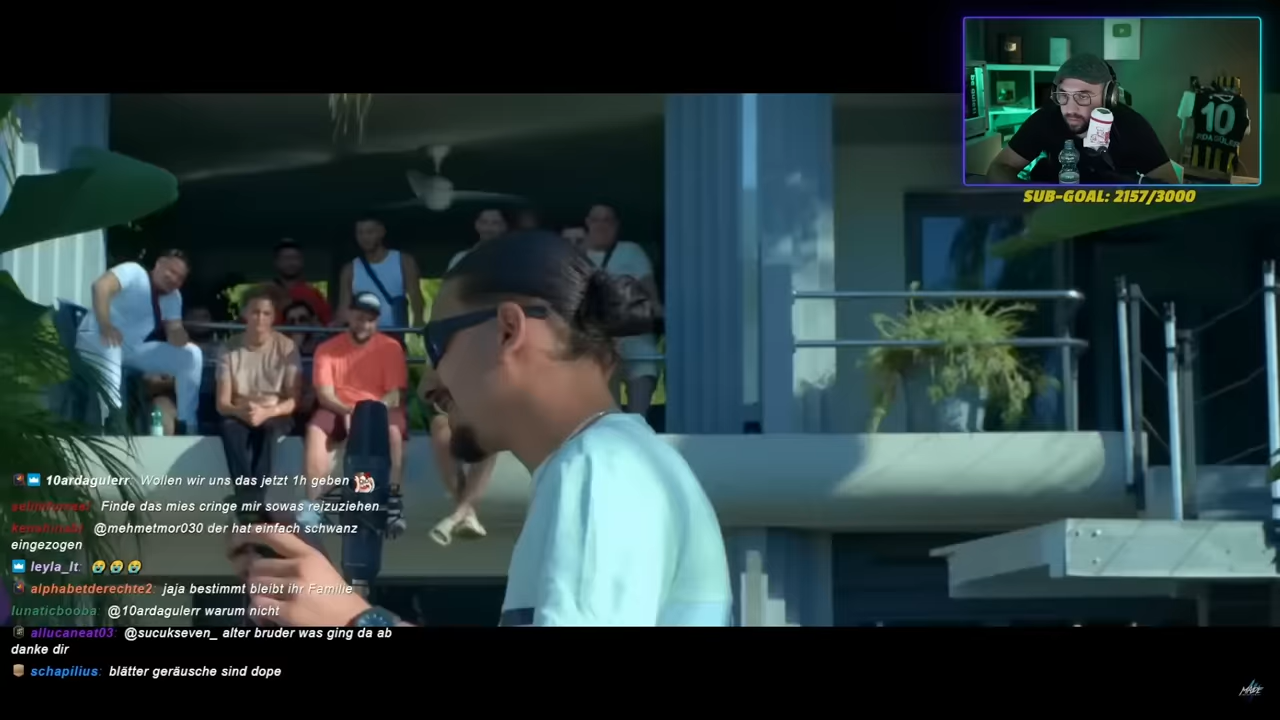 10
SUB-GOAL: 2157/3000
10ardagulerr: Wollen wir uns das jetzt 1h geben
Finde das mies cringe mir sowas reizuziehen
@mehmetmor030 der hat einfach schwanz
eingezogen
leyla_lt:
alphabetderechte2: jaja bestimmt bleibt ihr Familie
lunaticbooba: @10ardagulerr warum nicht
allucaneat03: @sucukseven_ alter bruder was ging da ab
danke dir
schapilius: blätter geräusche sind dope
MADE